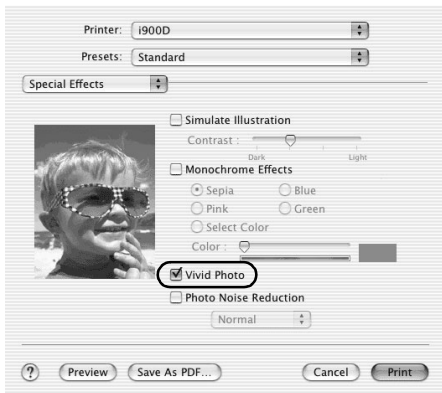 Printer: i900D
Presets: Standard
Special Effects
Simulate Illustration
Contrast :
Dark Light
Monochrome Effects
Sepia Blue
Pink Green
Select Color
Color :
Vivid Photo
Photo Noise Reduction
Normal
? Preview Save As PDF... Cancel Print